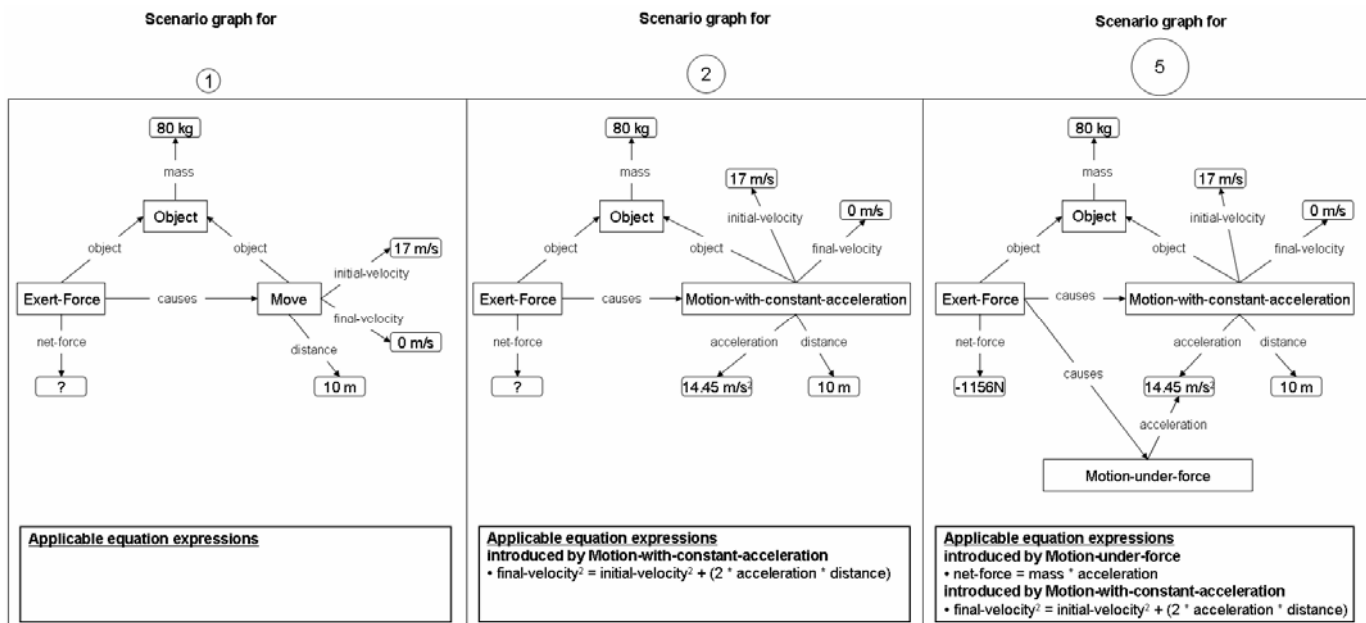 Scenario graph for
1
80 kg
mass
Object
object
object
17 m/s
initial-velocity
Exert-Force
causes
Move
final-velocity
0 m/s
net-force
distance
?
10 m
Applicable equation expressions
Scenario graph for
2
80 kg
mass
17 m/s
Object
initial-velocity
0 m/s
object
object
final-velocity
Exert-Force
causes
Motion-with-constant-acceleration
net-force
acceleration
distance
?
14.45 m/s²
10 m
Applicable equation expressions
introduced by Motion-with-constant-acceleration
• final-velocity² = initial-velocity² + (2 * acceleration * distance)
Scenario graph for
5
80 kg
mass
17 m/s
Object
initial-velocity
0 m/s
object
object
final-velocity
Exert-Force
causes
Motion-with-constant-acceleration
net-force
acceleration
distance
causes
-1156N
14.45 m/s²
10 m
acceleration
Motion-under-force
Applicable equation expressions
introduced by Motion-under-force
• net-force = mass * acceleration
introduced by Motion-with-constant-acceleration
• final-velocity² = initial-velocity² + (2 * acceleration * distance)